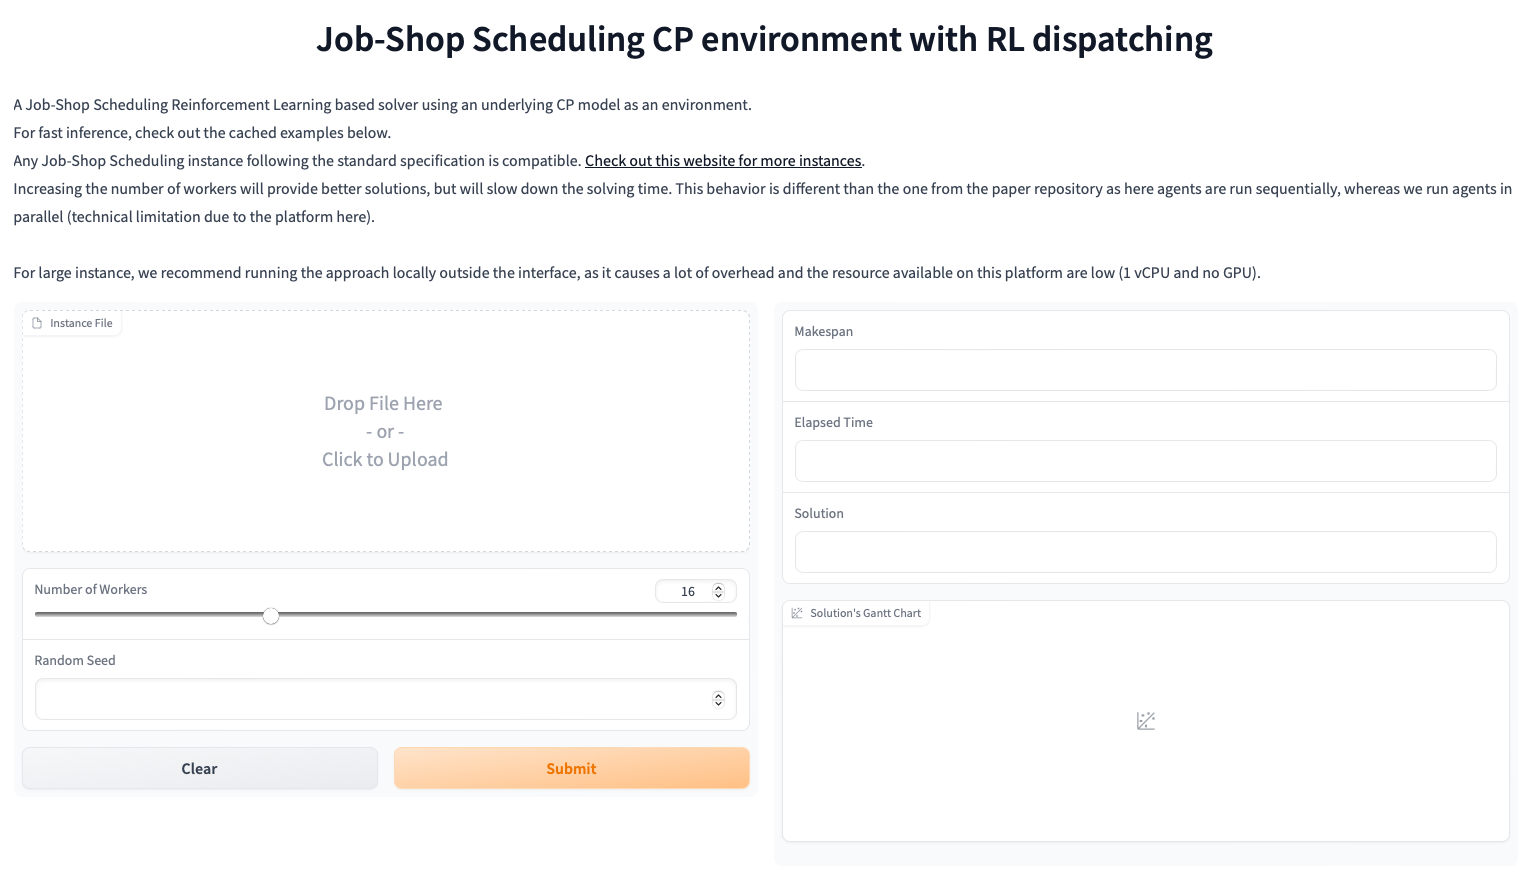 Job-Shop Scheduling CP environment with RL dispatching
A Job-Shop Scheduling Reinforcement Learning based solver using an underlying CP model as an environment.
For fast inference, check out the cached examples below.
Any Job-Shop Scheduling instance following the standard specification is compatible. Check out this website for more instances.
Increasing the number of workers will provide better solutions, but will slow down the solving time. This behavior is different than the one from the paper repository as here agents are run sequentially, whereas we run agents in
parallel (technical limitation due to the platform here).
For large instance, we recommend running the approach locally outside the interface, as it causes a lot of overhead and the resource available on this platform are low (1 vCPU and no GPU).
Instance File
Drop File Here
- or -
Click to Upload
Number of Workers
16
Random Seed
Clear
Submit
Makespan
Elapsed Time
Solution
Solution's Gantt Chart